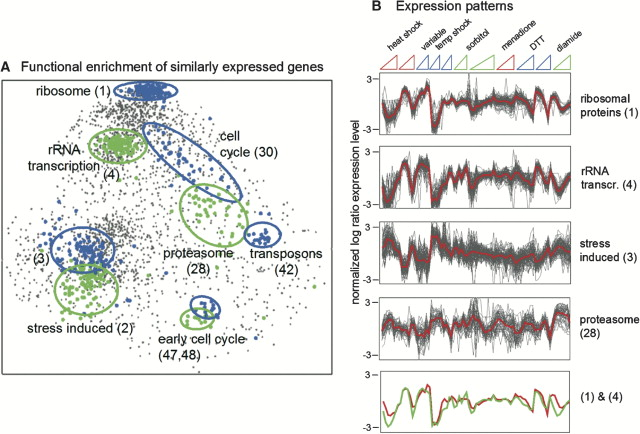 B Expression patterns
heat shock
variable
temp shock
sorbitol
menadione
DTT
diamide
A Functional enrichment of similarly expressed genes
ribosome (1)
cell
cycle (30)
rRNA
transcription
(4)
(3)
proteasome
(28)
transposons
(42)
stress induced (2)
early cell cycle
(47,48)
normalized log ratio expression level
3
-3
ribosomal
proteins (1)
3
-3
rRNA
transcr. (4)
3
-3
stress
induced (3)
3
-3
proteasome
(28)
3
-3
(1) & (4)